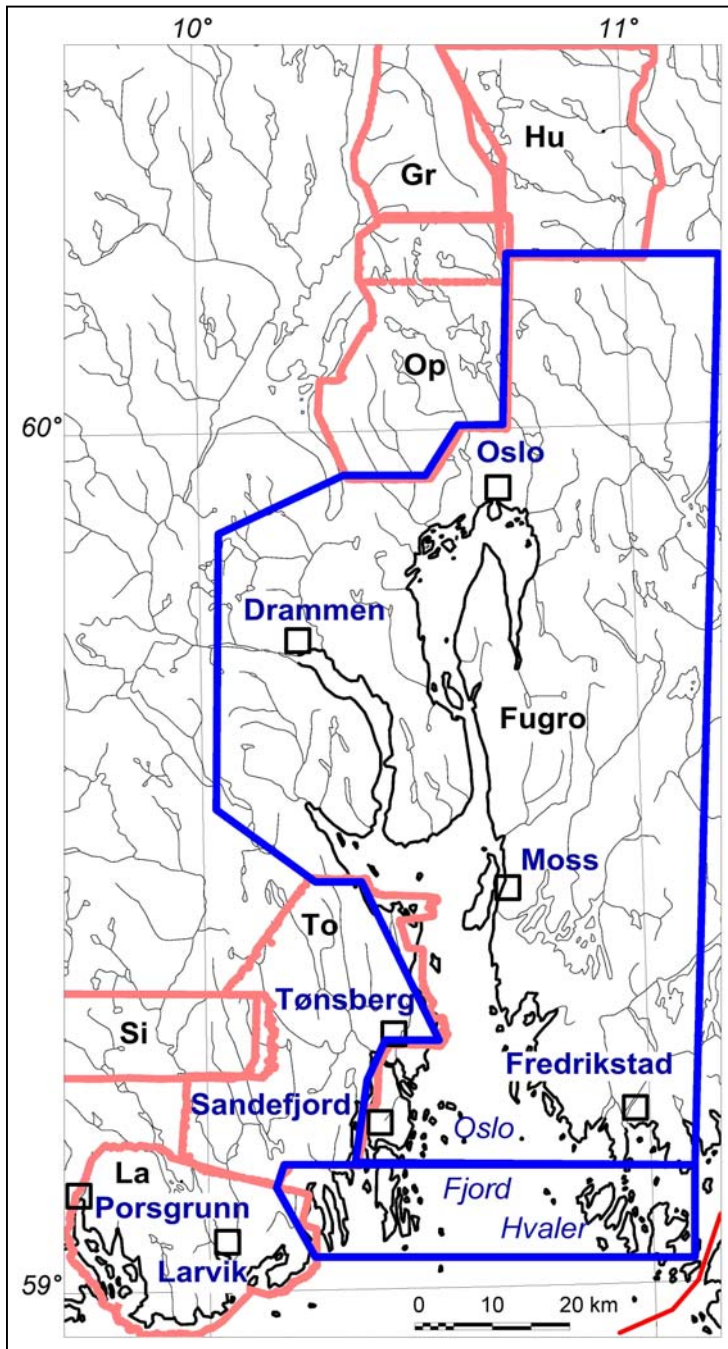 10° 11°
Hu
Gr
Op
60°
Oslo
Drammen
Fugro
Moss
To
Tønsberg
Si
Fredrikstad
Sandefjord
Oslo
La
Fjord
Porsgrunn
Hvaler
Larvik
59°
0 10 20 km